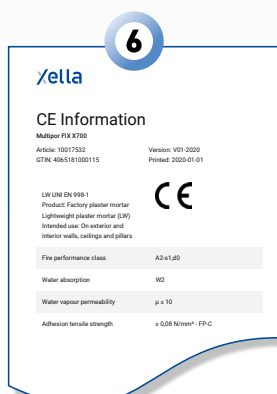 6
xella
CE Information
Multipor FIX X700
Article: 10017532 Version: V01-2020
GTIN: 4065181000115 Printed: 2020-01-01
LW UNI EN 998-1
Product: Factory plaster mortar
Lightweight plaster mortar (LW)
Intended use: On exterior and
interior walls, ceilings and pillars
CE
Fire performance class A2-s1,d0
Water absorption W2
Water vapour permeability µ ≤ 10
Adhesion tensile strength ≥ 0,08 N/mm² - FP-C